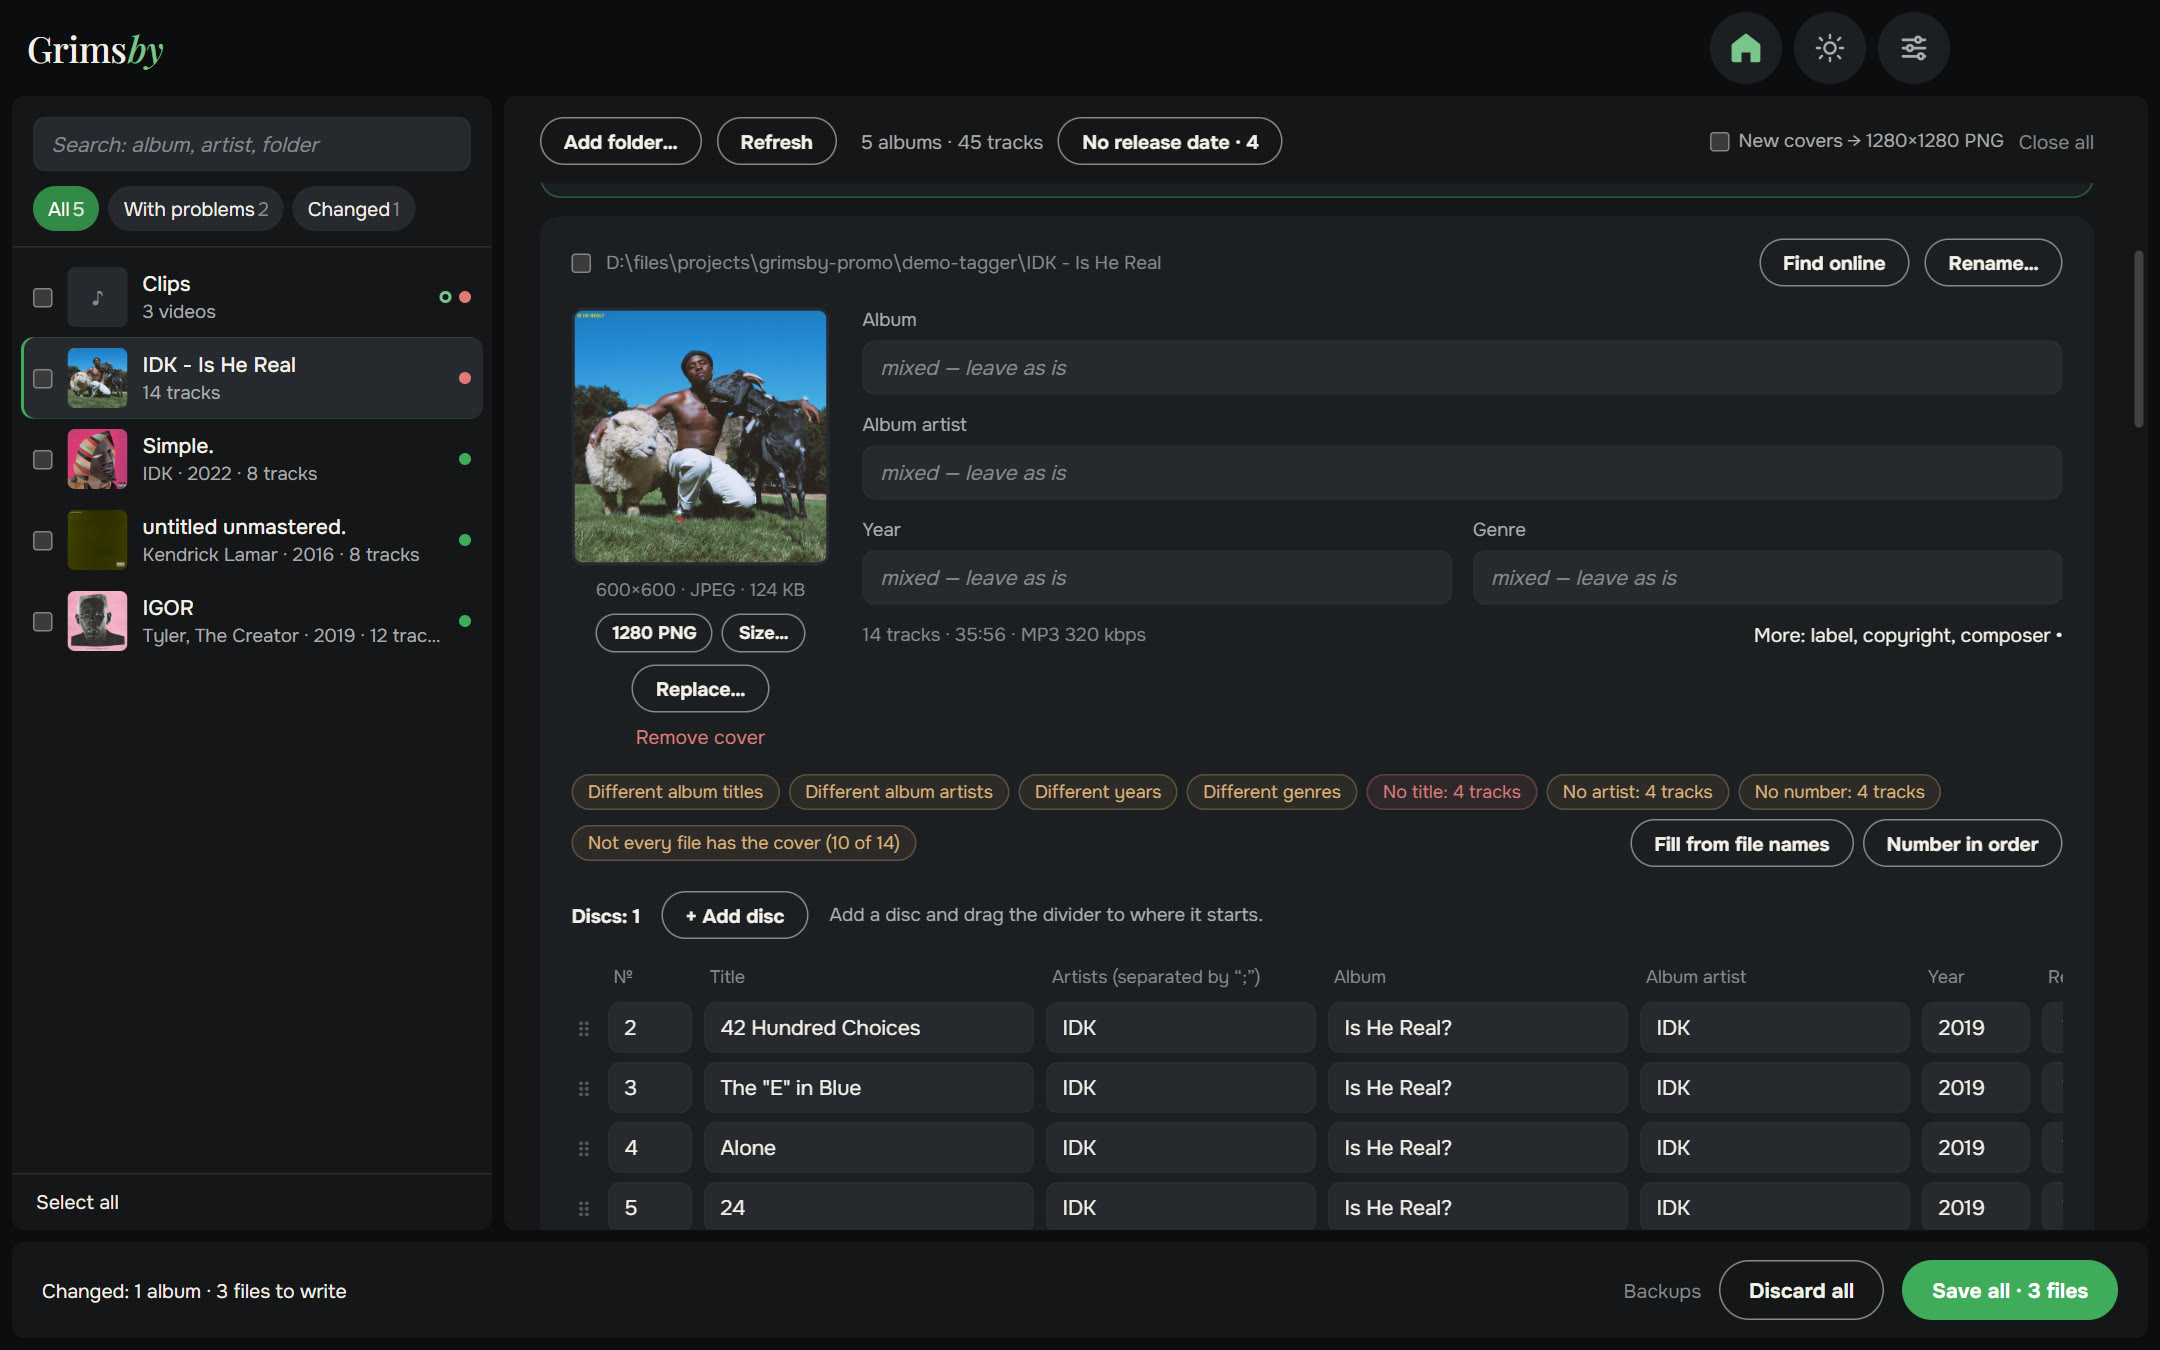 Grimsby
Search: album, artist, folder
All 5
With problems 2
Changed 1
Clips
3 videos
IDK - Is He Real
14 tracks
Simple.
IDK · 2022 · 8 tracks
untitled unmastered.
Kendrick Lamar · 2016 · 8 tracks
IGOR
Tyler, The Creator · 2019 · 12 trac...
Select all
Add folder...
Refresh
5 albums · 45 tracks
No release date · 4
New covers → 1280×1280 PNG
Close all
D:\files\projects\grimsby-promo\demo-tagger\IDK - Is He Real
Find online
Rename...
IS HE REAL?
600×600 · JPEG · 124 KB
1280 PNG
Size...
Replace...
Remove cover
Album
mixed – leave as is
Album artist
mixed – leave as is
Year
mixed – leave as is
Genre
mixed – leave as is
14 tracks · 35:56 · MP3 320 kbps
More: label, copyright, composer •
Different album titles
Different album artists
Different years
Different genres
No title: 4 tracks
No artist: 4 tracks
No number: 4 tracks
Not every file has the cover (10 of 14)
Fill from file names
Number in order
Discs: 1
+ Add disc
Add a disc and drag the divider to where it starts.
№ Title Artists (separated by “;”) Album Album artist Year
2 42 Hundred Choices IDK Is He Real? IDK 2019
3 The "E" in Blue IDK Is He Real? IDK 2019
4 Alone IDK Is He Real? IDK 2019
5 24 IDK Is He Real? IDK 2019
Changed: 1 album · 3 files to write
Backups
Discard all
Save all · 3 files